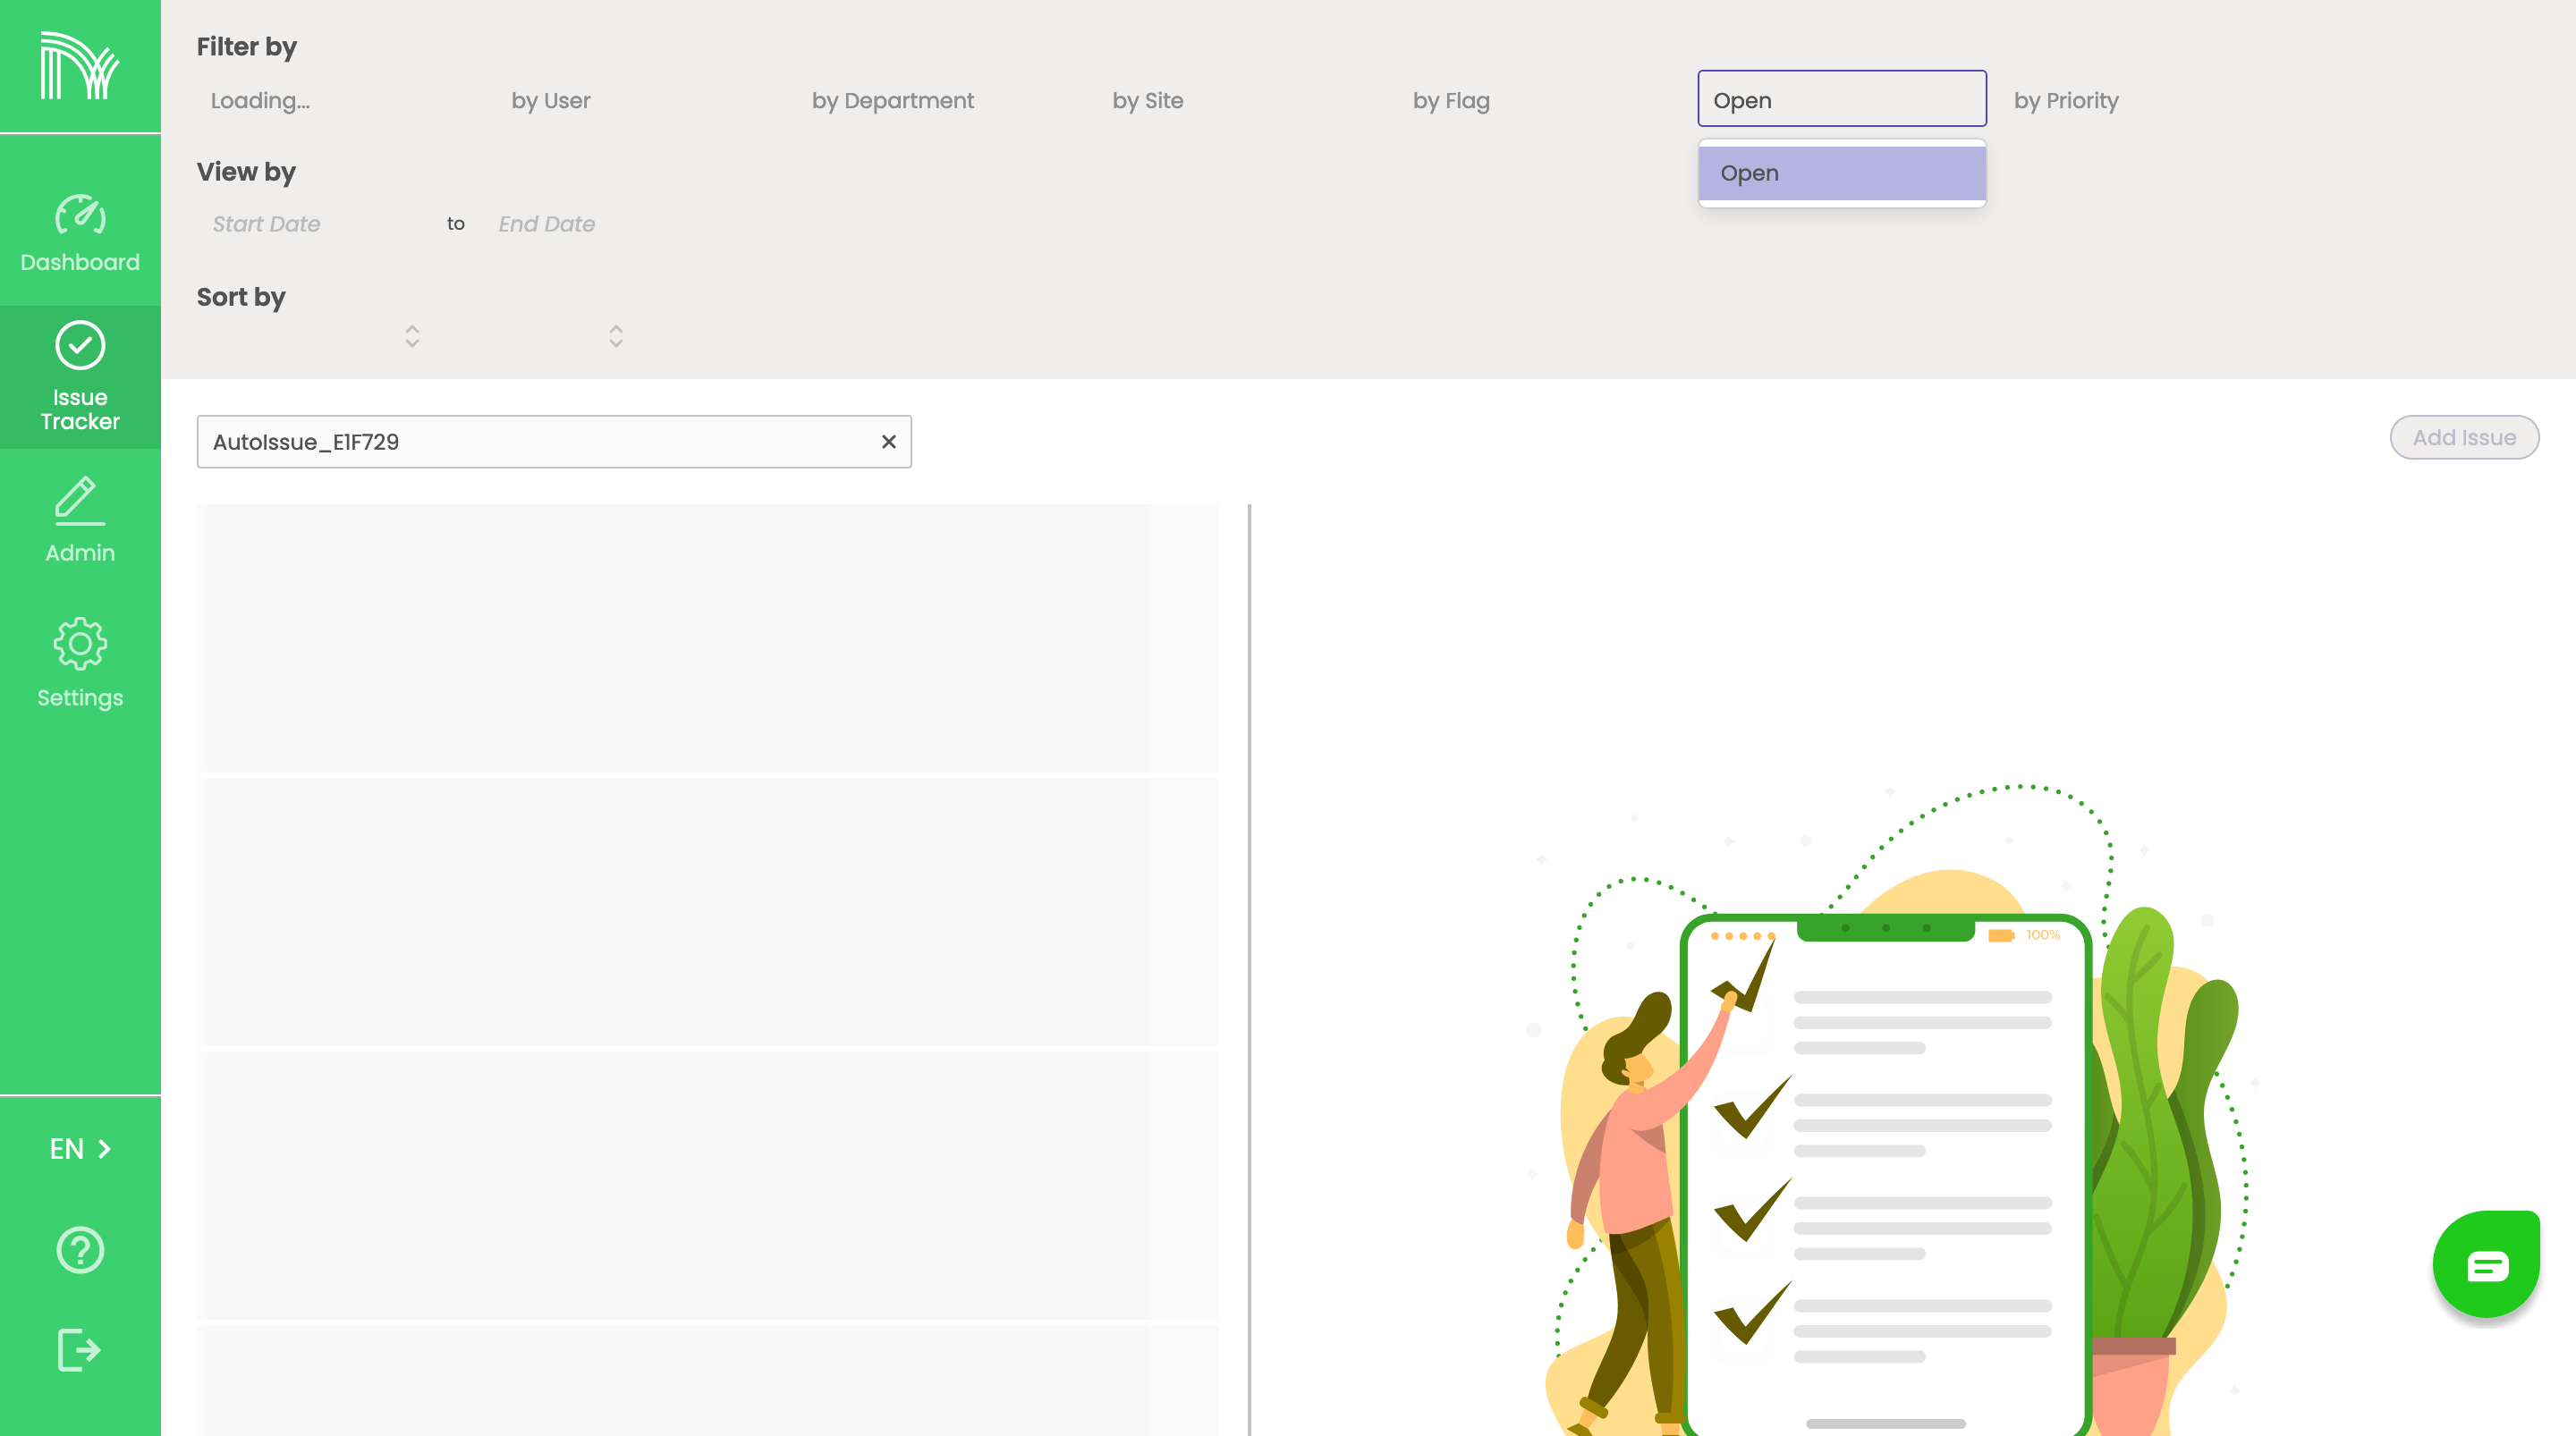 Filter by
Loading...
by User
by Department
by Site
by Flag
Open
by Priority
Open
View by
Start Date
to
End Date
Sort by
Dashboard
Issue
Tracker
Admin
Settings
EN
AutoIssue_E1F729
Add Issue
100%